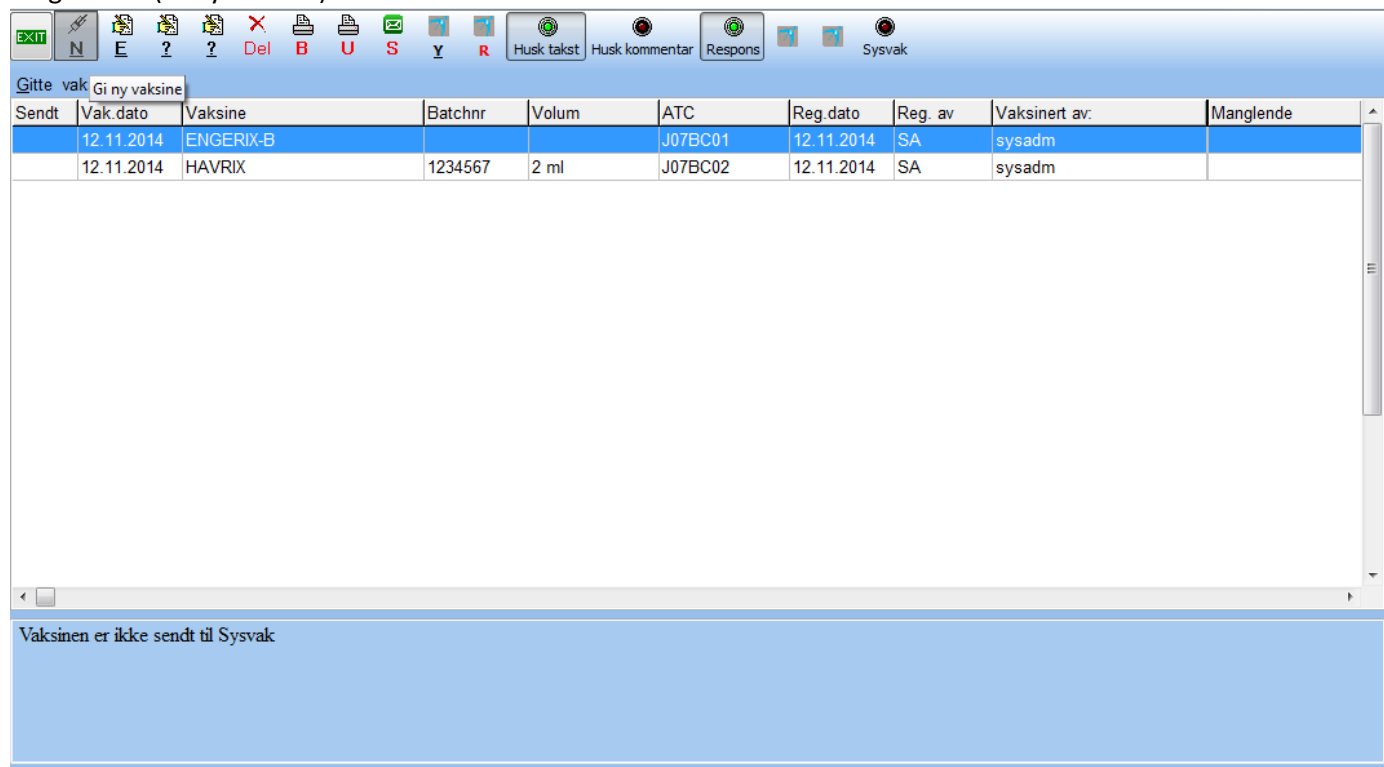 EXIT N E ? ? Del B U S Y R Husk takst Husk kommentar Respons Sysvak
Gitte vak Gi ny vaksine
Sendt Vak.dato Vaksine Batchnr Volum ATC Reg.dato Reg. av Vaksinert av: Manglende
12.11.2014 ENGERIX-B J07BC01 12.11.2014 SA sysadm
12.11.2014 HAVRIX 1234567 2 ml J07BC02 12.11.2014 SA sysadm
Vaksinen er ikke sendt til Sysvak